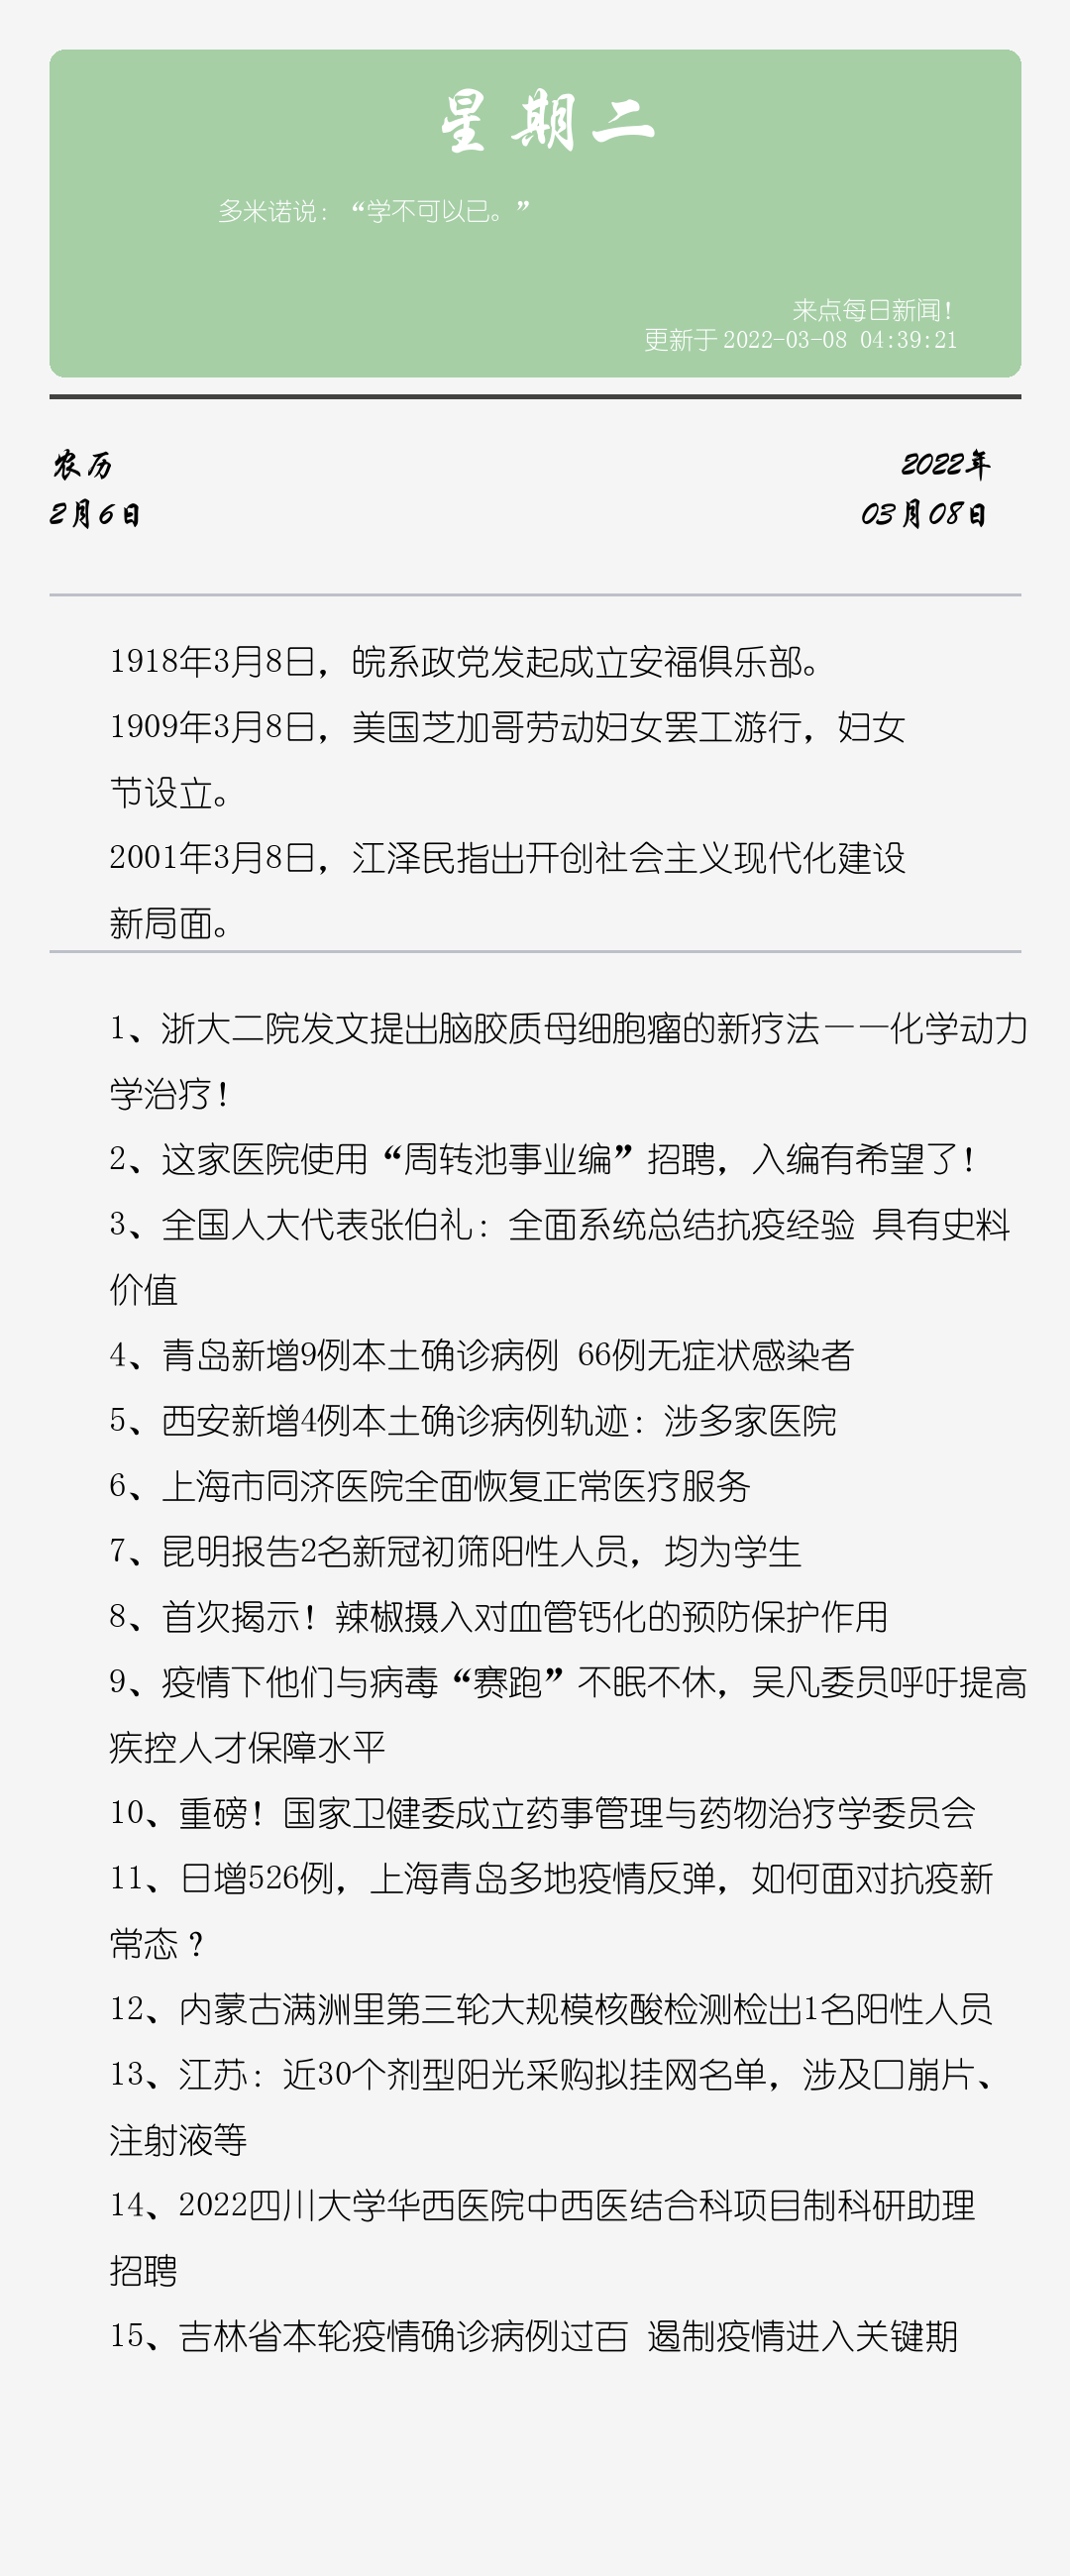 星期二
多米诺说：“学不可以已。”
来点每日新闻！
更新于 2022-03-08 04:39:21
农历
2月6日
2022年
03月08日
1918年3月8日，皖系政党发起成立安福俱乐部。
1909年3月8日，美国芝加哥劳动妇女罢工游行，妇女
节设立。
2001年3月8日，江泽民指出开创社会主义现代化建设
新局面。
1、浙大二院发文提出脑胶质母细胞瘤的新疗法——化学动力
学治疗！
2、这家医院使用“周转池事业编”招聘，入编有希望了！
3、全国人大代表张伯礼：全面系统总结抗疫经验 具有史料
价值
4、青岛新增9例本土确诊病例 66例无症状感染者
5、西安新增4例本土确诊病例轨迹：涉多家医院
6、上海市同济医院全面恢复正常医疗服务
7、昆明报告2名新冠初筛阳性人员，均为学生
8、首次揭示！辣椒摄入对血管钙化的预防保护作用
9、疫情下他们与病毒“赛跑”不眠不休，吴凡委员呼吁提高
疾控人才保障水平
10、重磅！国家卫健委成立药事管理与药物治疗学委员会
11、日增526例，上海青岛多地疫情反弹，如何面对抗疫新
常态？
12、内蒙古满洲里第三轮大规模核酸检测检出1名阳性人员
13、江苏：近30个剂型阳光采购拟挂网名单，涉及口崩片、
注射液等
14、2022四川大学华西医院中西医结合科项目制科研助理
招聘
15、吉林省本轮疫情确诊病例过百 遏制疫情进入关键期